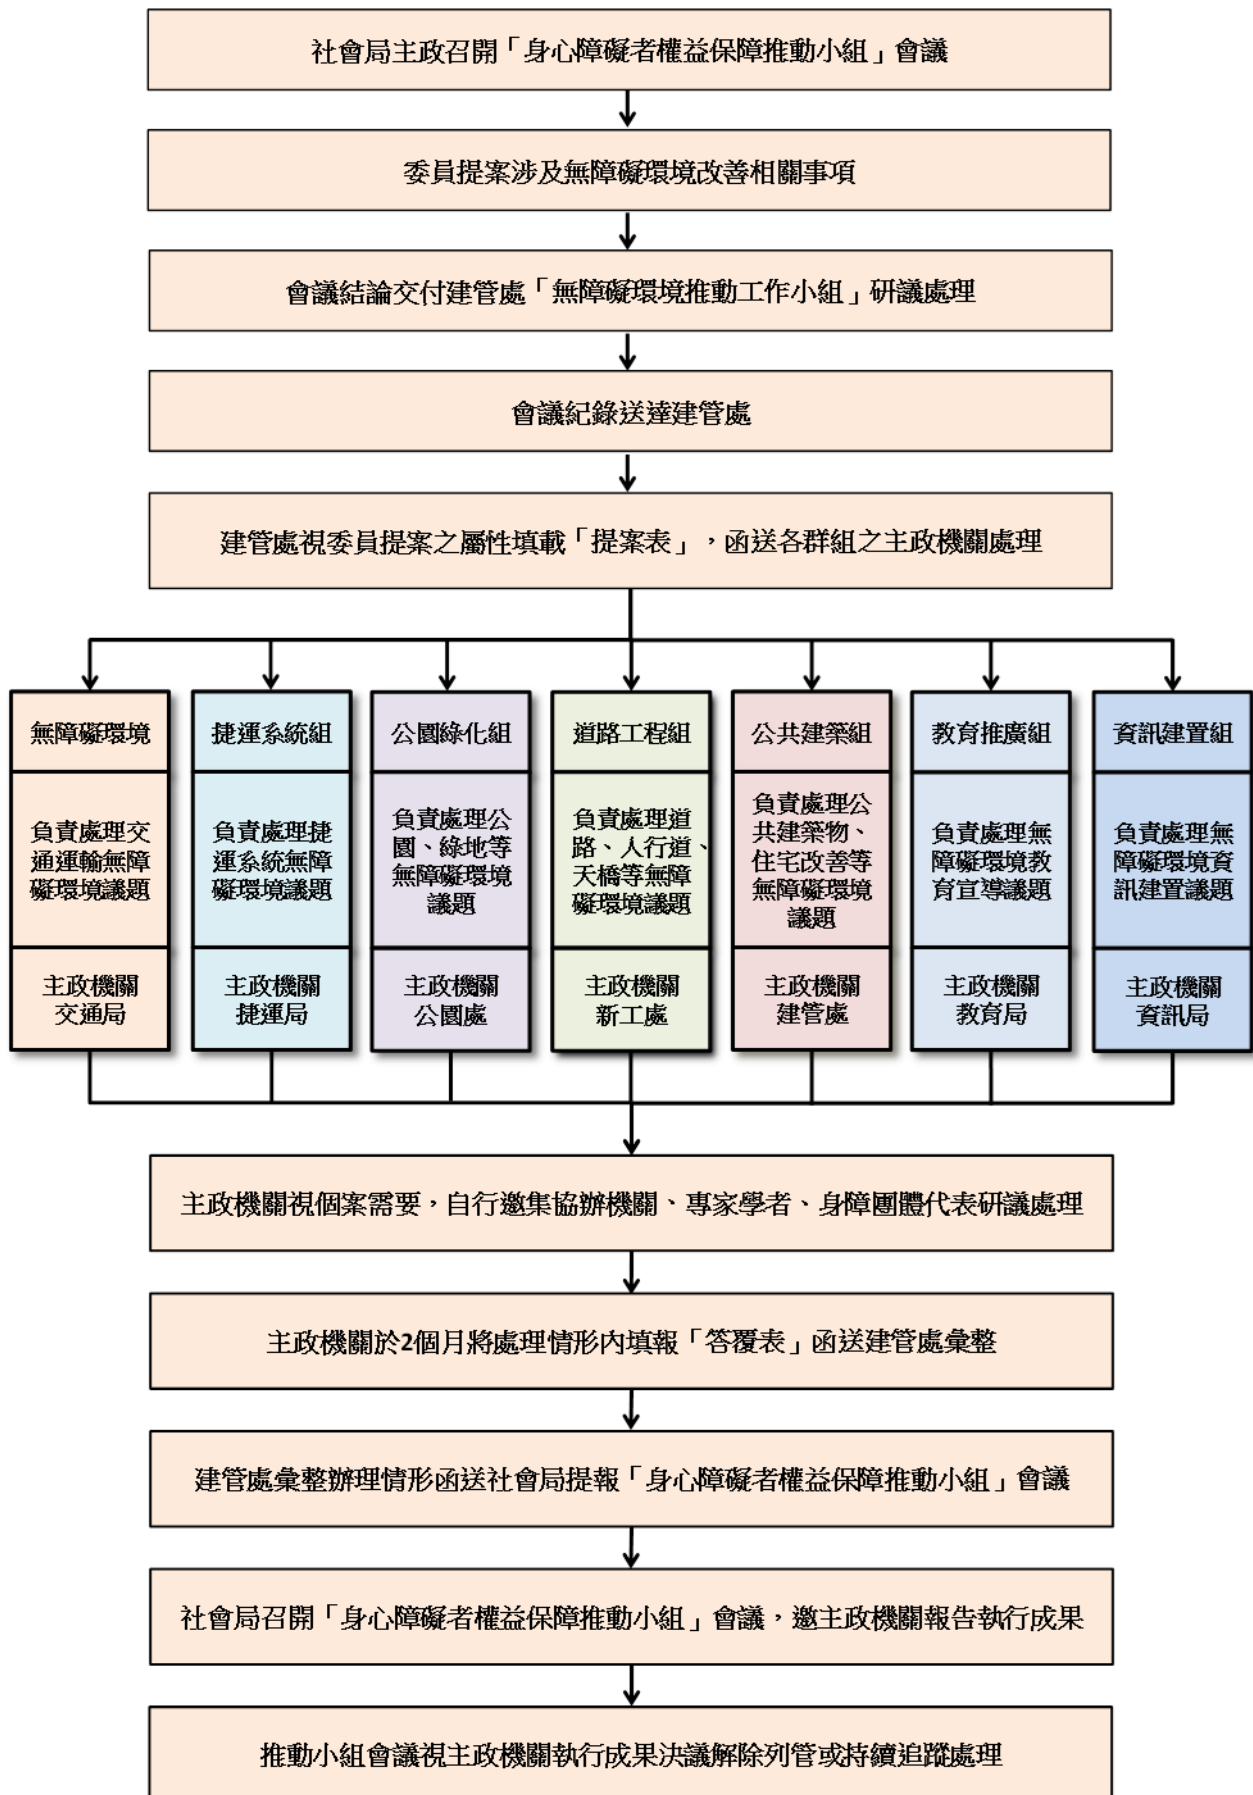 社會局主政召開「身心障礙者權益保障推動小組」會議
委員提案涉及無障礙環境改善相關事項
會議結論交付建管處「無障礙環境推動工作小組」研議處理
會議紀錄送達建管處
建管處視委員提案之屬性填載「提案表」，函送各群組之主政機關處理
無障礙環境
負責處理交
通運輸無障
礙環境議題
主政機關
交通局
捷運系統組
負責處理捷
運系統無障
礙環境議題
主政機關
捷運局
公園綠化組
負責處理公
園、綠地等
無障礙環境
議題
主政機關
公園處
道路工程組
負責處理道
路、人行道、
天橋等無障
礙環境議題
主政機關
新工處
公共建築組
負責處理公
共建築物、
住宅改善等
無障礙環境
議題
主政機關
建管處
教育推廣組
負責處理無
障礙環境教
育宣導議題
主政機關
教育局
資訊建置組
負責處理無
障礙環境資
訊建置議題
主政機關
資訊局
主政機關視個案需要，自行邀集協辦機關、專家學者、身障團體代表研議處理
主政機關於2個月將處理情形內填報「答覆表」函送建管處彙整
建管處彙整辦理情形函送社會局提報「身心障礙者權益保障推動小組」會議
社會局召開「身心障礙者權益保障推動小組」會議，邀主政機關報告執行成果
推動小組會議視主政機關執行成果決議解除列管或持續追蹤處理